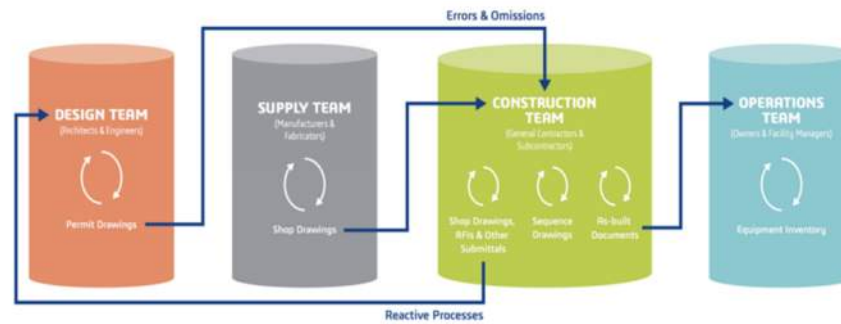 Errors & Omissions
DESIGN TEAM
(Architects & Engineers)
Permit Drawings
SUPPLY TEAM
(Manufacturers &
Fabricators)
Shop Drawings
CONSTRUCTION
TEAM
(General Contractors &
Subcontractors)
Shop Drawings,
RFIs & Other
Submittals
Sequence
Drawings
As-built
Documents
OPERATIONS
TEAM
(Owners & Facility Managers)
Equipment Inventory
Reactive Processes